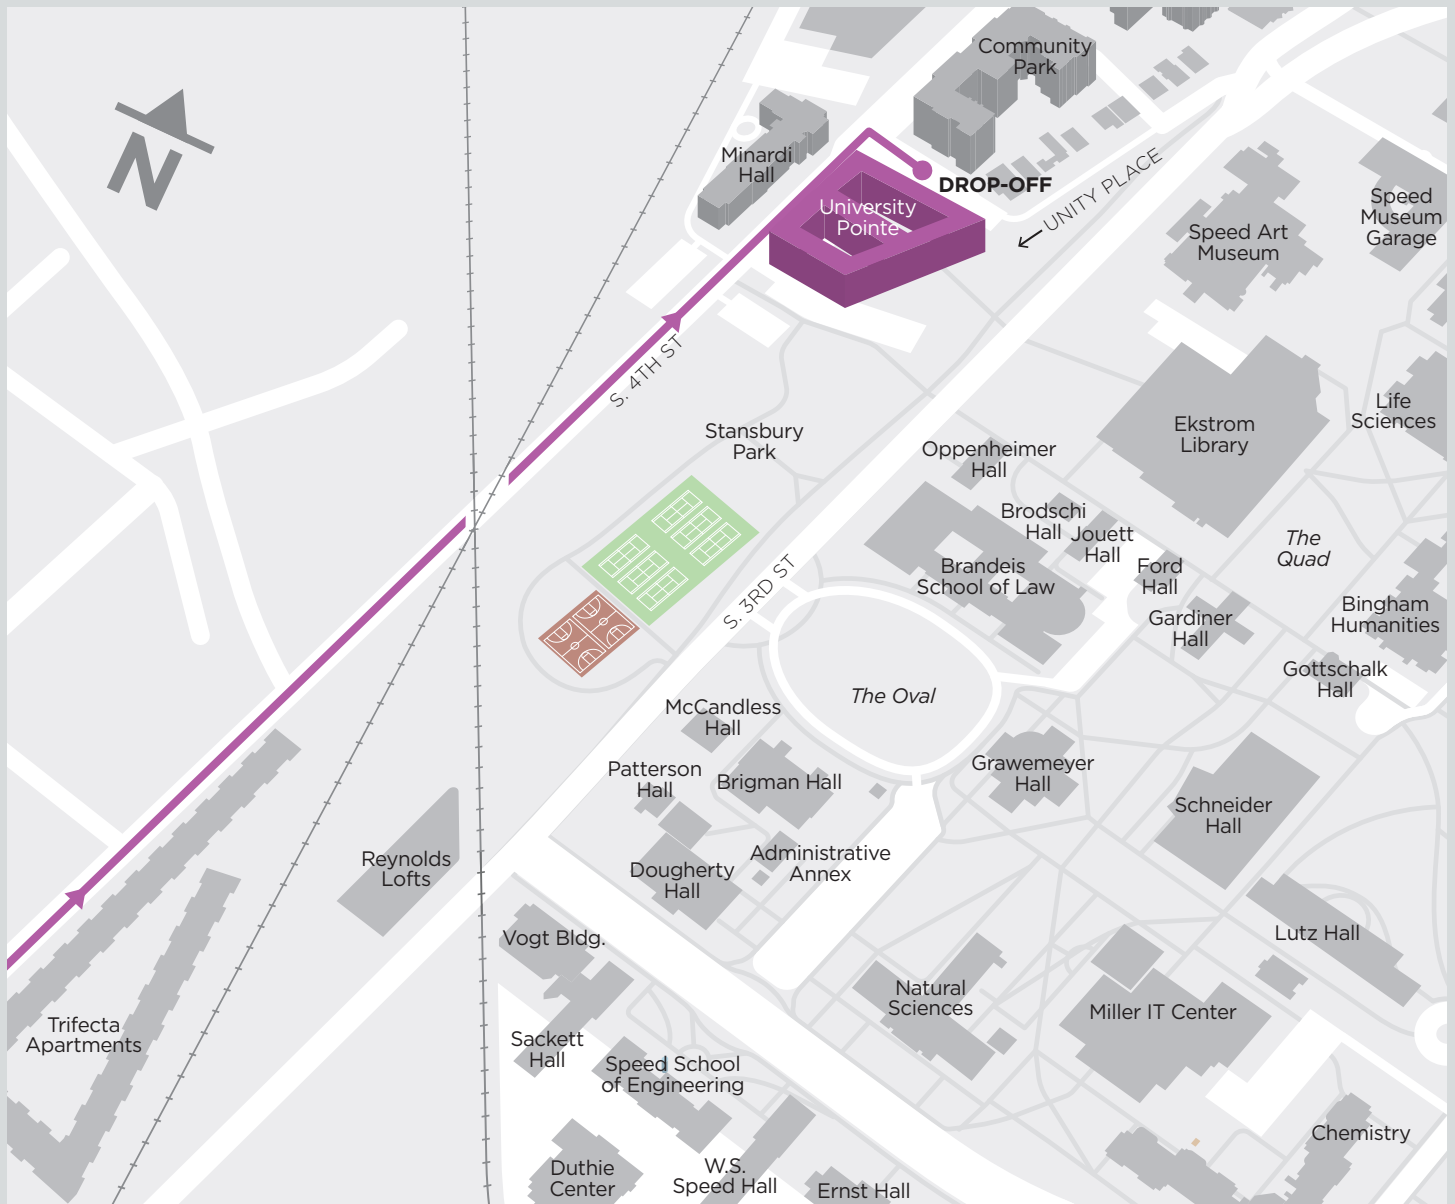 Community
Park
N
Minardi
Hall
DROP-OFF
University
Pointe
UNITY PLACE
Speed Art
Museum
Speed
Museum
Garage
S. 4TH ST
Stansbury
Park
Oppenheimer
Hall
Ekstrom
Library
Life
Sciences
Brodschi
Hall
Jouett
Hall
The
Quad
Brandeis
School of Law
Ford
Hall
S. 3RD ST
Gardiner
Hall
Bingham
Humanities
Gottschalk
Hall
The Oval
McCandless
Hall
Patterson
Hall
Brigman Hall
Grawemeyer
Hall
Schneider
Hall
Reynolds
Lofts
Administrative
Annex
Dougherty
Hall
Vogt Bldg.
Lutz Hall
Natural
Sciences
Miller IT Center
Trifecta
Apartments
Sackett
Hall
Speed School
of Engineering
Chemistry
Duthie
Center
W.S.
Speed Hall
Ernst Hall